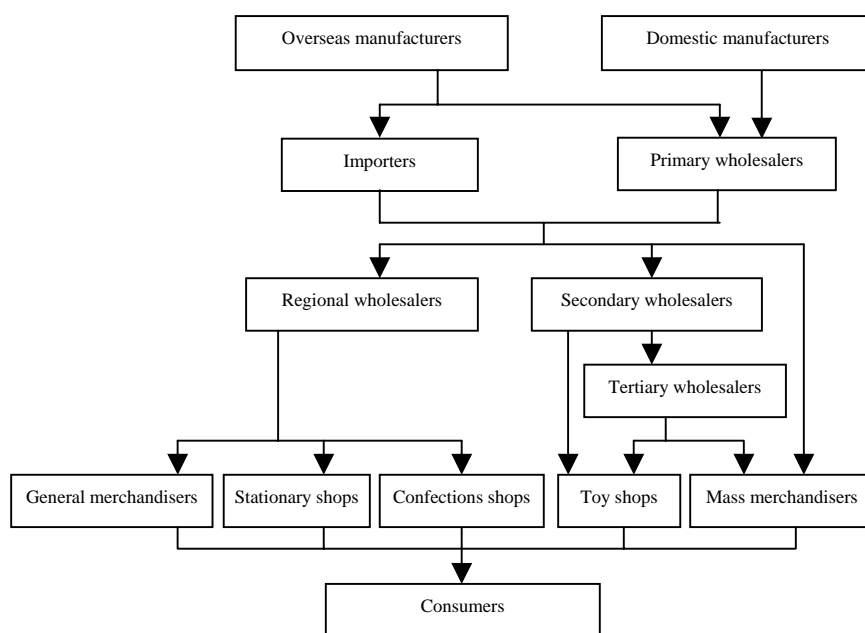 Overseas manufacturers
Domestic manufacturers
Importers
Primary wholesalers
Regional wholesalers
Secondary wholesalers
Tertiary wholesalers
General merchandisers
Stationary shops
Confections shops
Toy shops
Mass merchandisers
Consumers